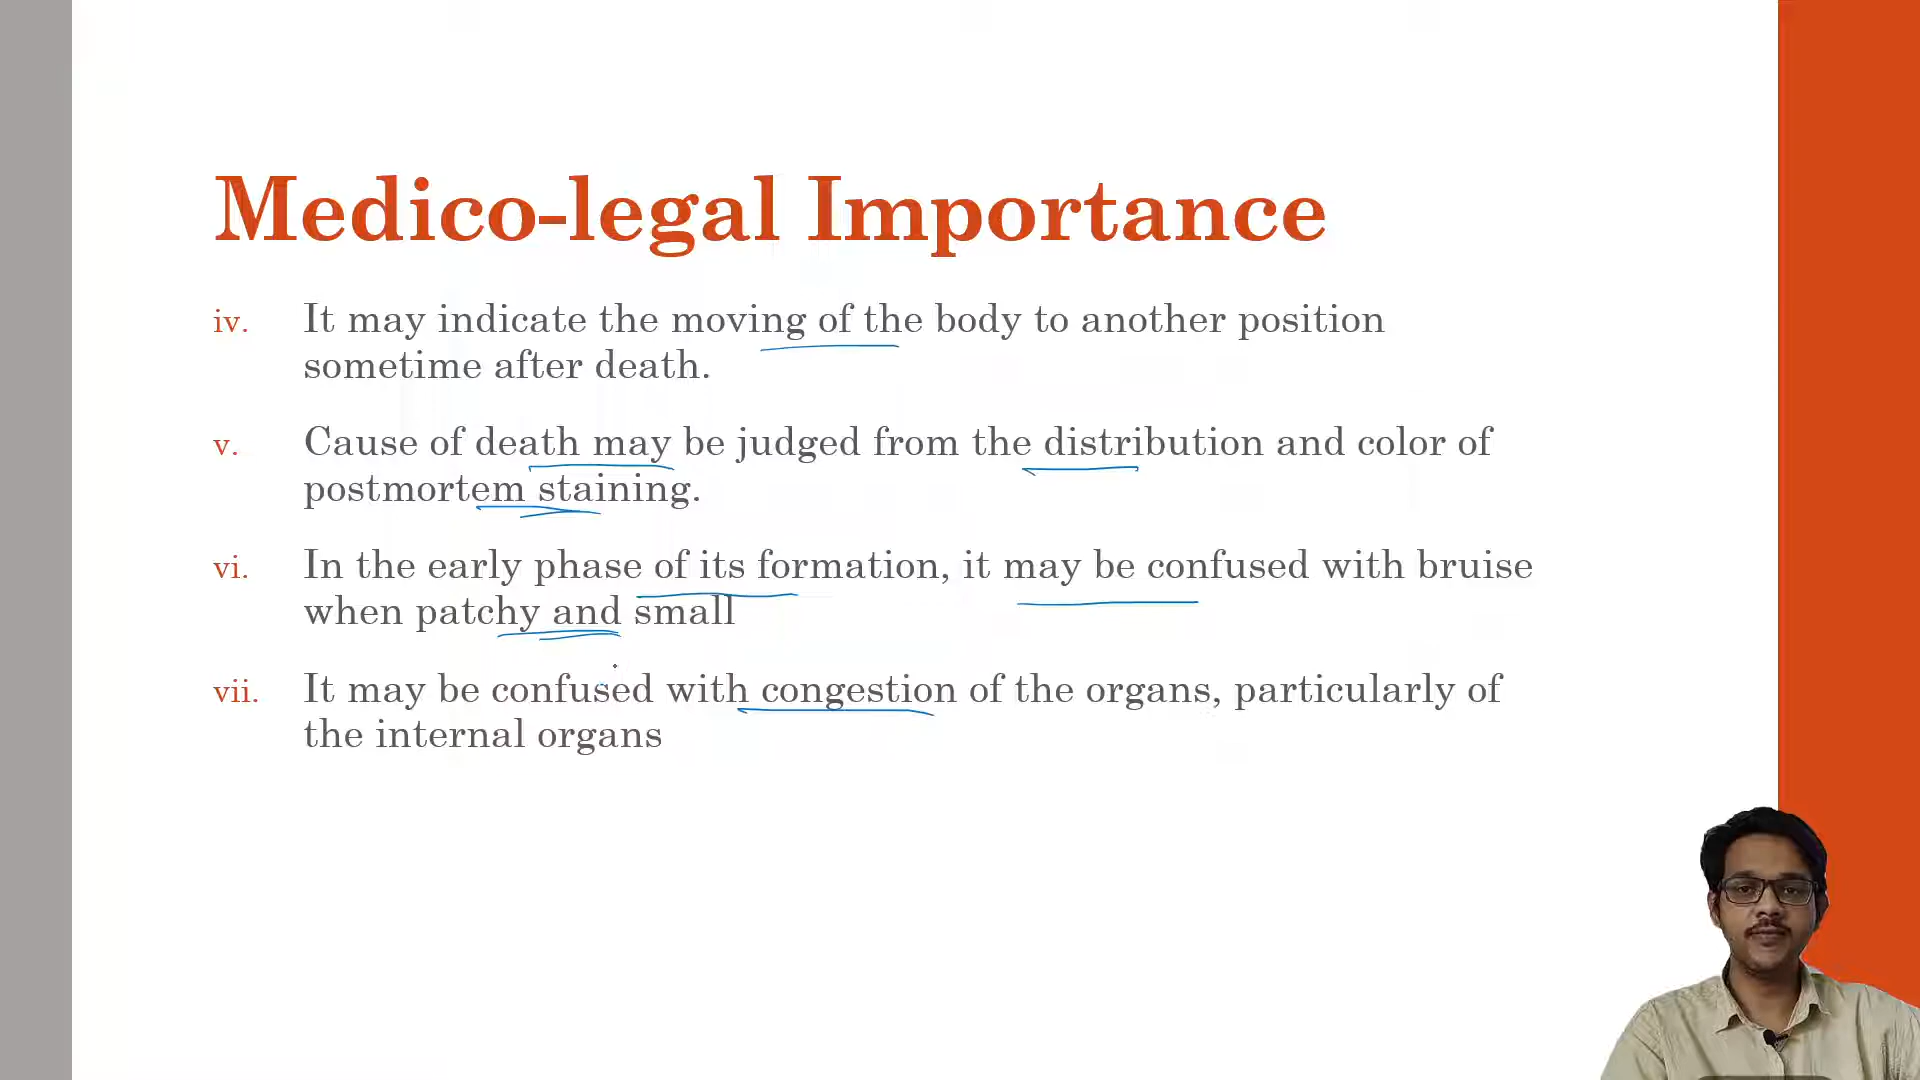 Medico-legal Importance
iv. It may indicate the moving of the body to another position
sometime after death.
v. Cause of death may be judged from the distribution and color of
postmortem staining.
vi. In the early phase of its formation, it may be confused with bruise
when patchy and small
vii. It may be confused with congestion of the organs, particularly of
the internal organs